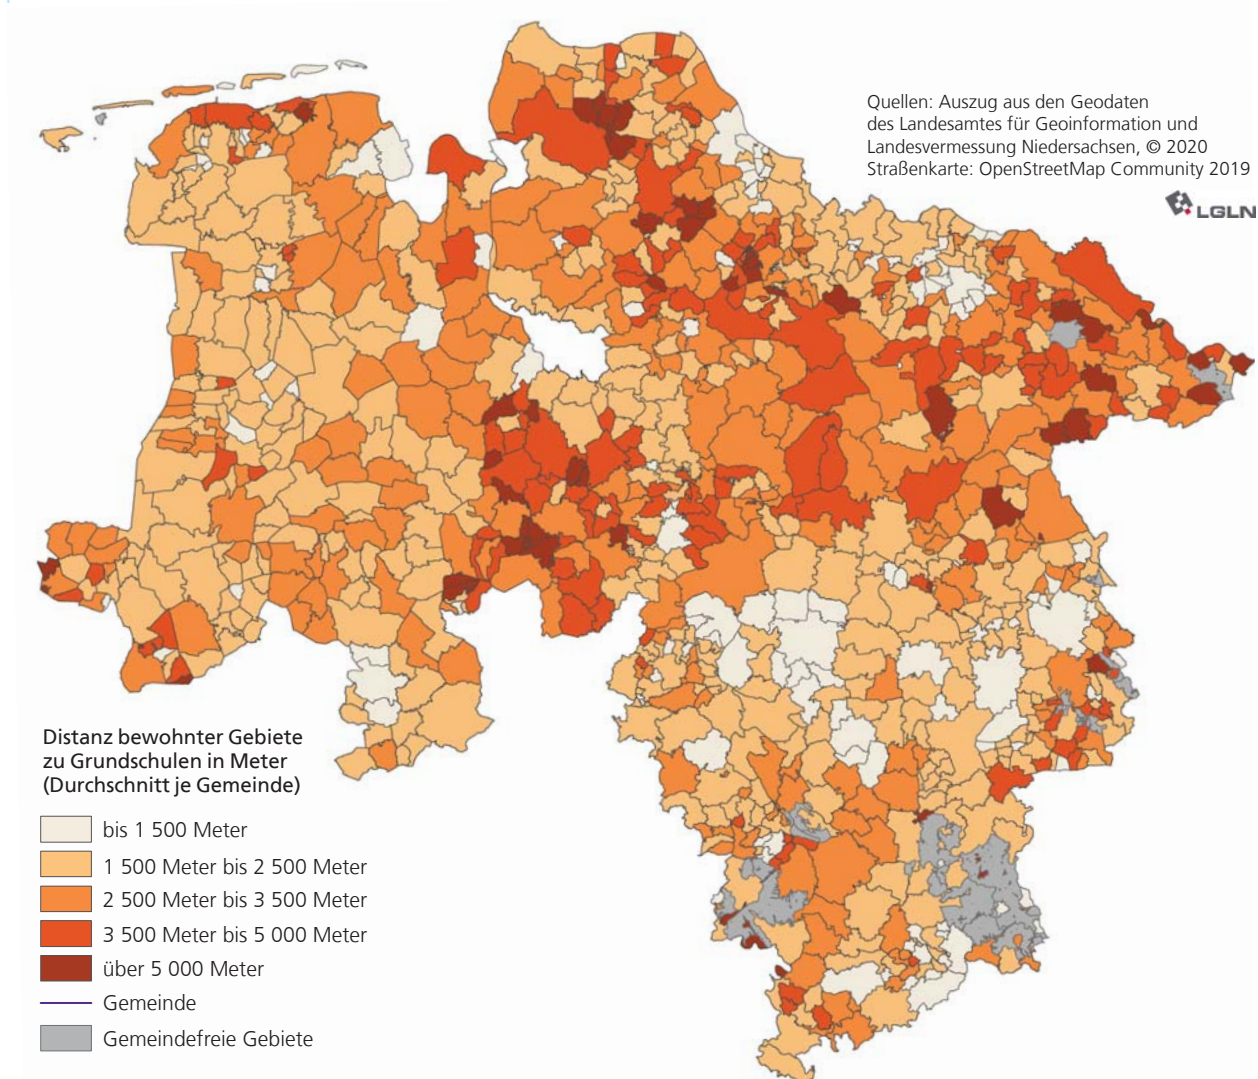 Quellen: Auszug aus den Geodaten
des Landesamtes für Geoinformation und
Landesvermessung Niedersachsen, © 2020
Straßenkarte: OpenStreetMap Community 2019
LGLN
Distanz bewohnter Gebiete
zu Grundschulen in Meter
(Durchschnitt je Gemeinde)
bis 1 500 Meter
1 500 Meter bis 2 500 Meter
2 500 Meter bis 3 500 Meter
3 500 Meter bis 5 000 Meter
über 5 000 Meter
Gemeinde
Gemeindefreie Gebiete